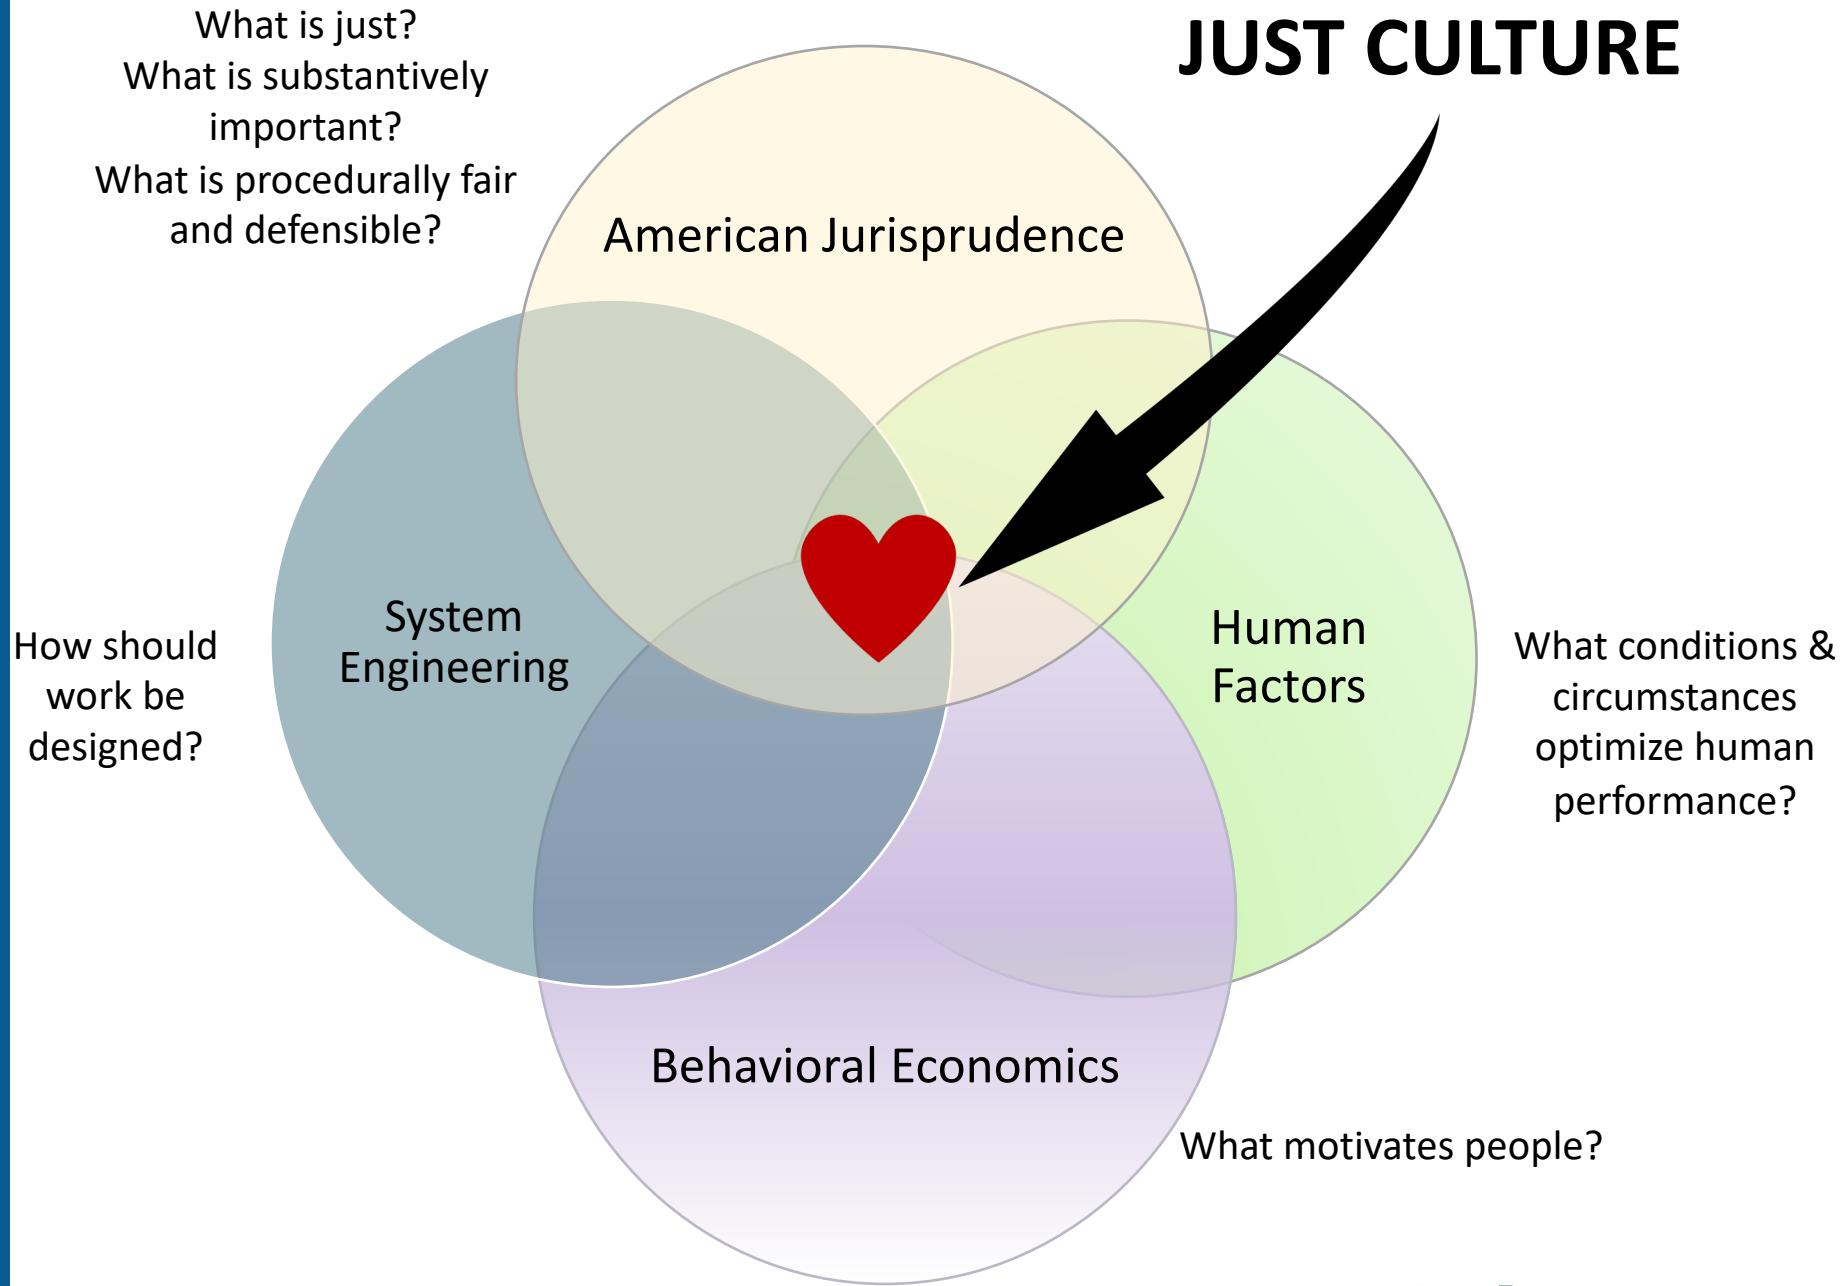 What is just?
What is substantively
important?
What is procedurally fair
and defensible?
JUST CULTURE
American Jurisprudence
System
Engineering
How should
work be
designed?
Human
Factors
What conditions &
circumstances
optimize human
performance?
Behavioral Economics
What motivates people?